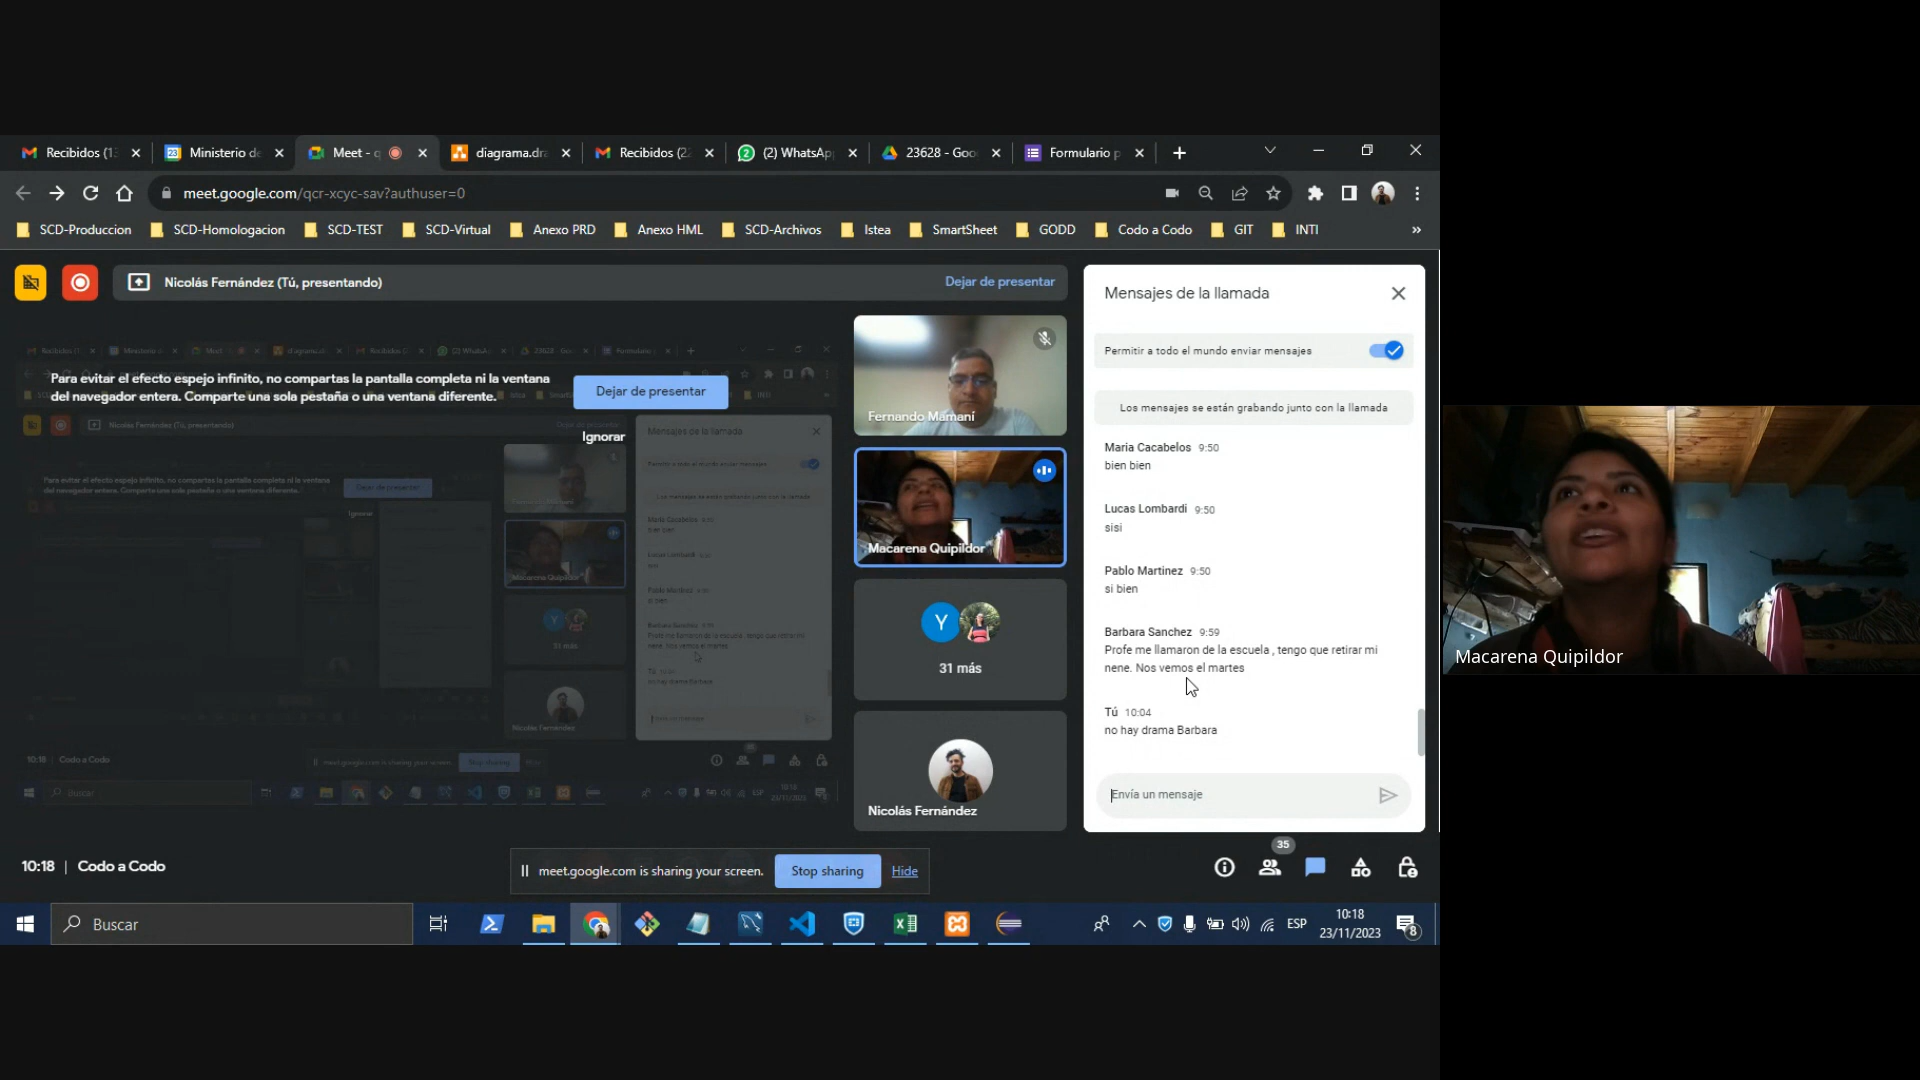 Recibidos (1
Ministerio de
Meet - q
diagrama.dra
Recibidos (2
(2) WhatsAp
23628 - Goo
Formulario p
meet.google.com/qcr-xcyc-sav?authuser=0
SCD-Produccion
SCD-Homologacion
SCD-TEST
SCD-Virtual
Anexo PRD
Anexo HML
SCD-Archivos
Istea
SmartSheet
GODD
Codo a Codo
GIT
INTI
»
Nicolás Fernández (Tú, presentando)
Dejar de presentar
Para evitar el efecto espejo infinito, no compartas la pantalla completa ni la ventana
del navegador entera. Comparte una sola pestaña o una ventana diferente.
Dejar de presentar
Ignorar
Fernando Mamaní
Macarena Quipildor
Y
31 más
Nicolás Fernández
Mensajes de la llamada
Permitir a todo el mundo enviar mensajes
Los mensajes se están grabando junto con la llamada
Maria Cacabelos 9:50
bien bien
Lucas Lombardi 9:50
sisi
Pablo Martinez 9:50
si bien
Barbara Sanchez 9:59
Profe me llamaron de la escuela , tengo que retirar mi
nene. Nos vemos el martes
Tú 10:04
no hay drama Barbara
Envía un mensaje
Macarena Quipildor
10:18 | Codo a Codo
meet.google.com is sharing your screen.
Stop sharing
Hide
35
Buscar
ESP
10:18
23/11/2023
8